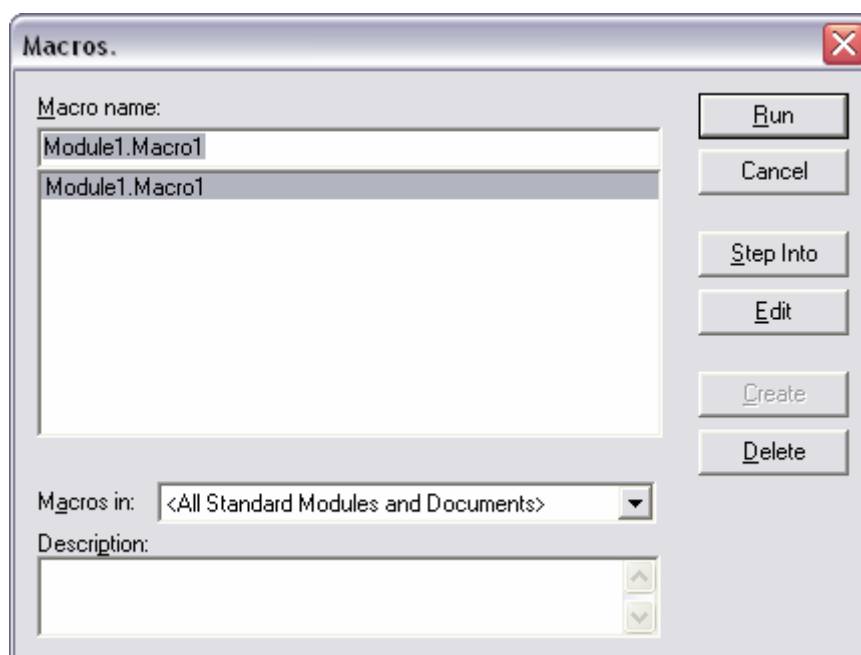 Macros.
Macro name:
Module1.Macro1
Module1.Macro1
Run
Cancel
Step Into
Edit
Create
Delete
Macros in: <All Standard Modules and Documents>
Description: